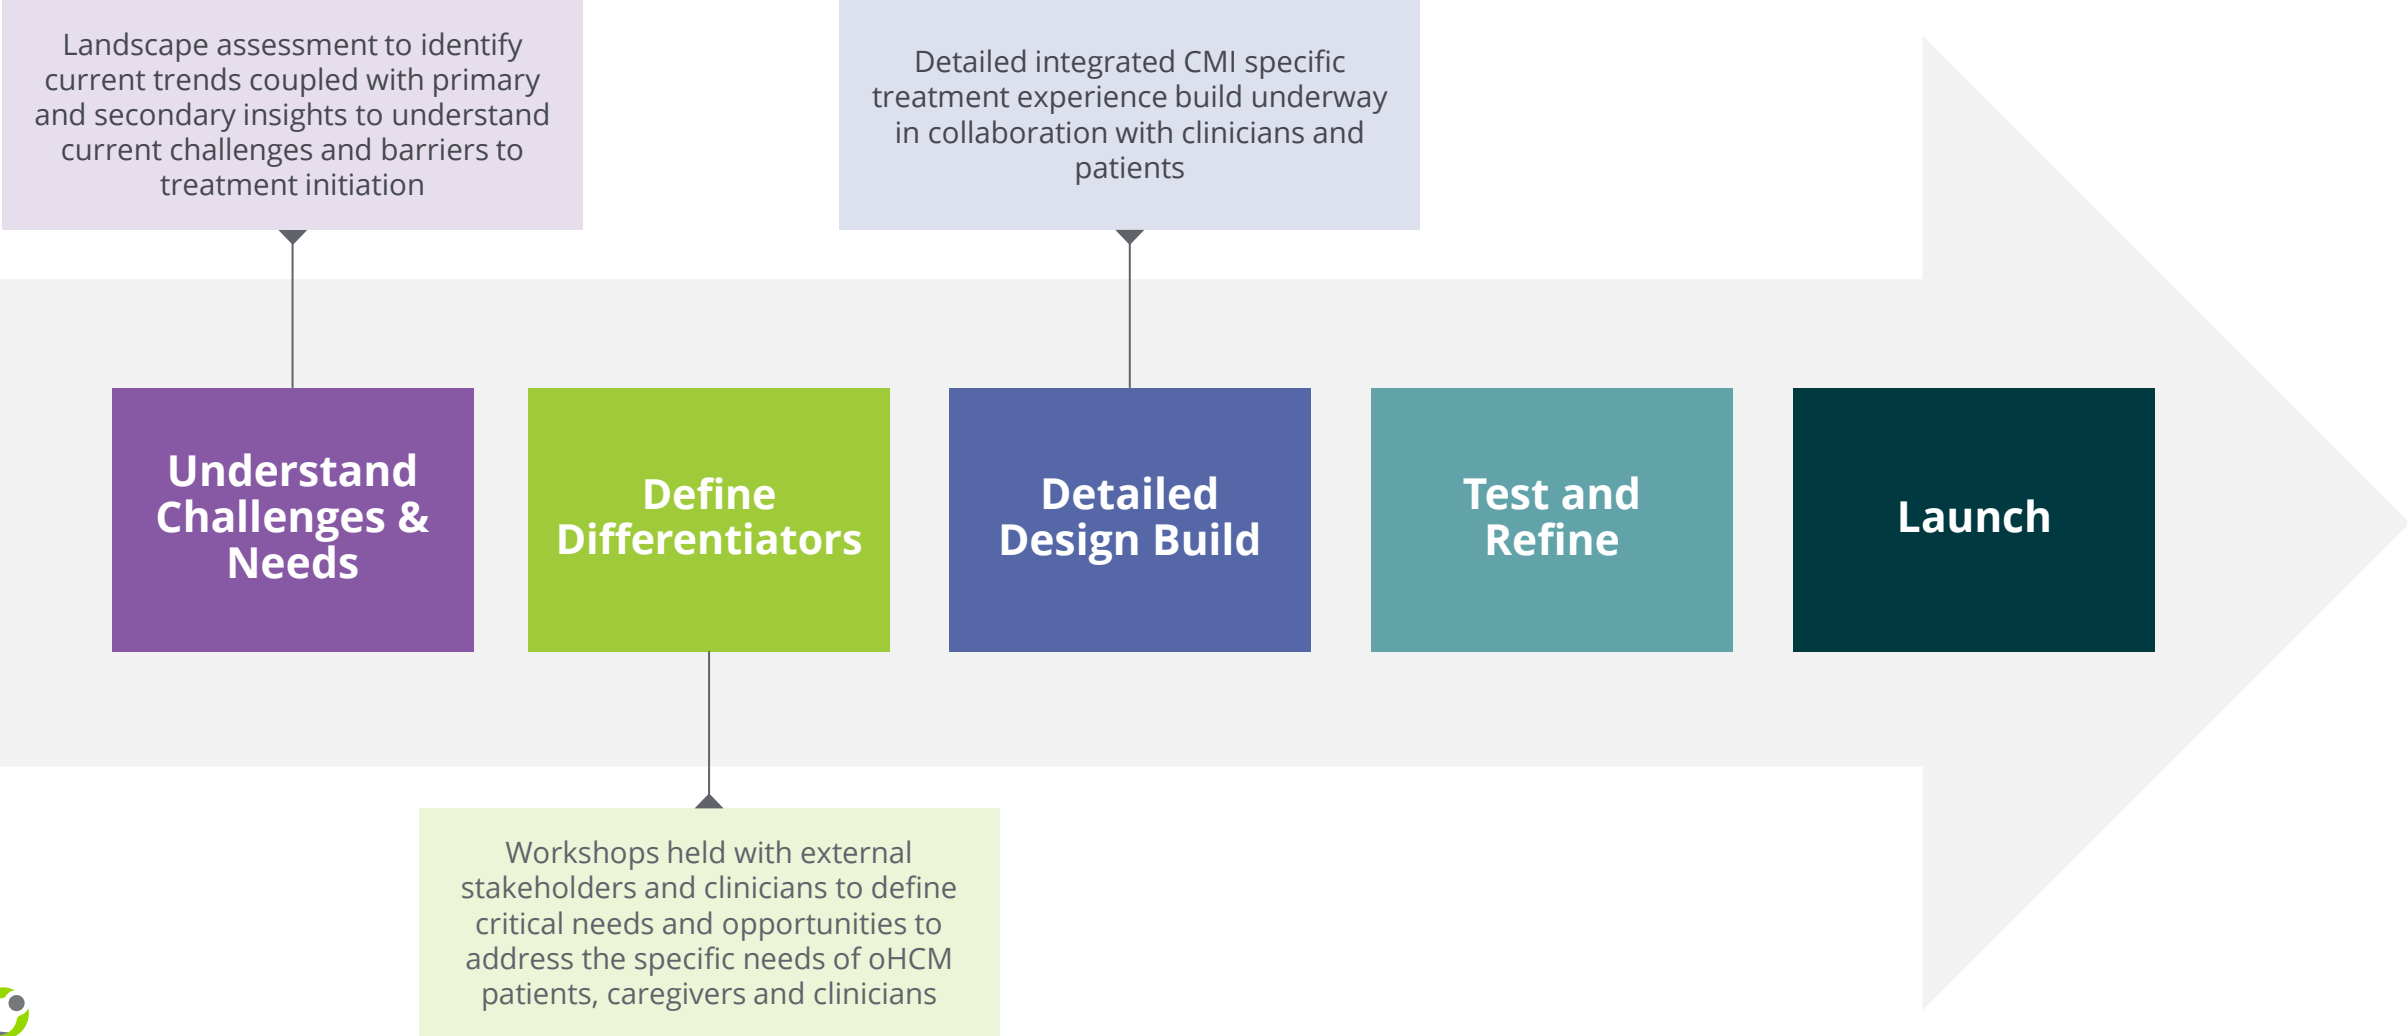 Landscape assessment to identify
current trends coupled with primary
and secondary insights to understand
current challenges and barriers to
treatment initiation
Detailed integrated CMI specific
treatment experience build underway
in collaboration with clinicians and
patients
Understand
Challenges &
Needs
Define
Differentiators
Detailed
Design Build
Test and
Refine
Launch
Workshops held with external
stakeholders and clinicians to define
critical needs and opportunities to
address the specific needs of oHCM
patients, caregivers and clinicians